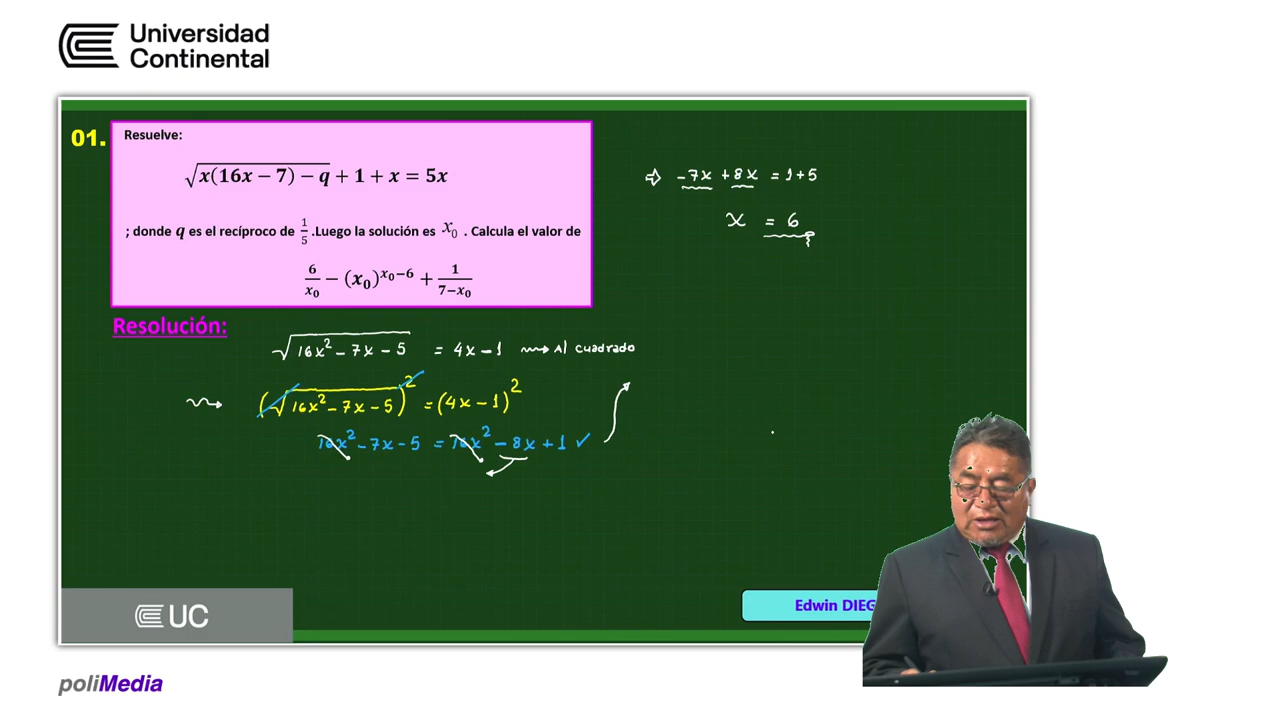 Universidad
Continental
01.
Resuelve:
√x(16x − 7) − q + 1 + x = 5x
; donde q es el recíproco de 1/5 .Luego la solución es x₀ . Calcula el valor de
6/x₀ − (x₀)^(x₀−6) + 1/(7−x₀)
⇨ -7x + 8x = 1+5
x = 6
Resolución:
√16x² - 7x - 5 = 4x - 1 ⟿ Al cuadrado
⟿ (√16x² - 7x - 5)² = (4x - 1)²
16x² - 7x - 5 = 16x² - 8x + 1 ✓
UC
Edwin DIEG
poliMedia